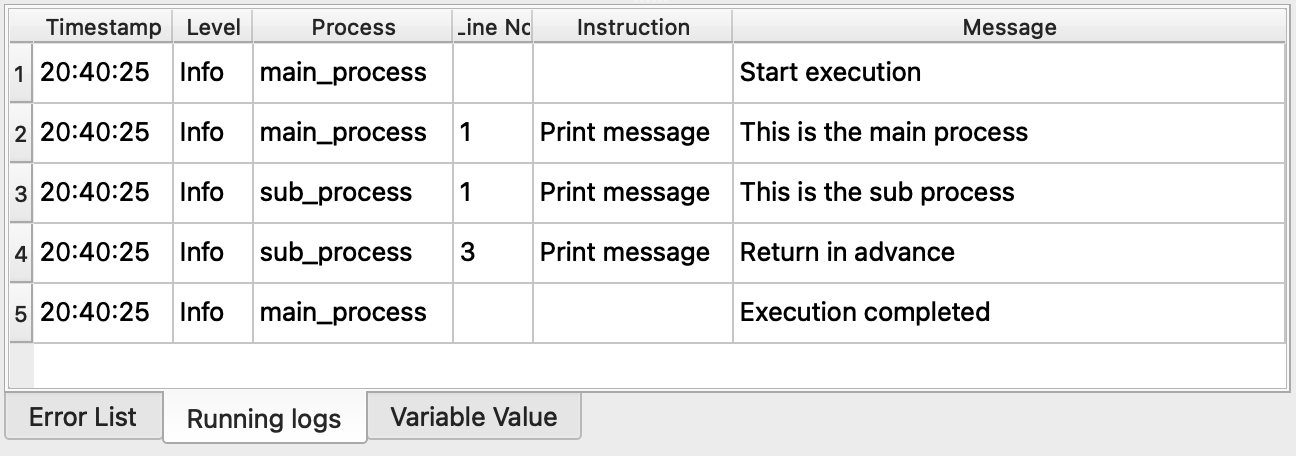 Timestamp Level Process Line No Instruction Message
1 20:40:25 Info main_process Start execution
2 20:40:25 Info main_process 1 Print message This is the main process
3 20:40:25 Info sub_process 1 Print message This is the sub process
4 20:40:25 Info sub_process 3 Print message Return in advance
5 20:40:25 Info main_process Execution completed
Error List Running logs Variable Value